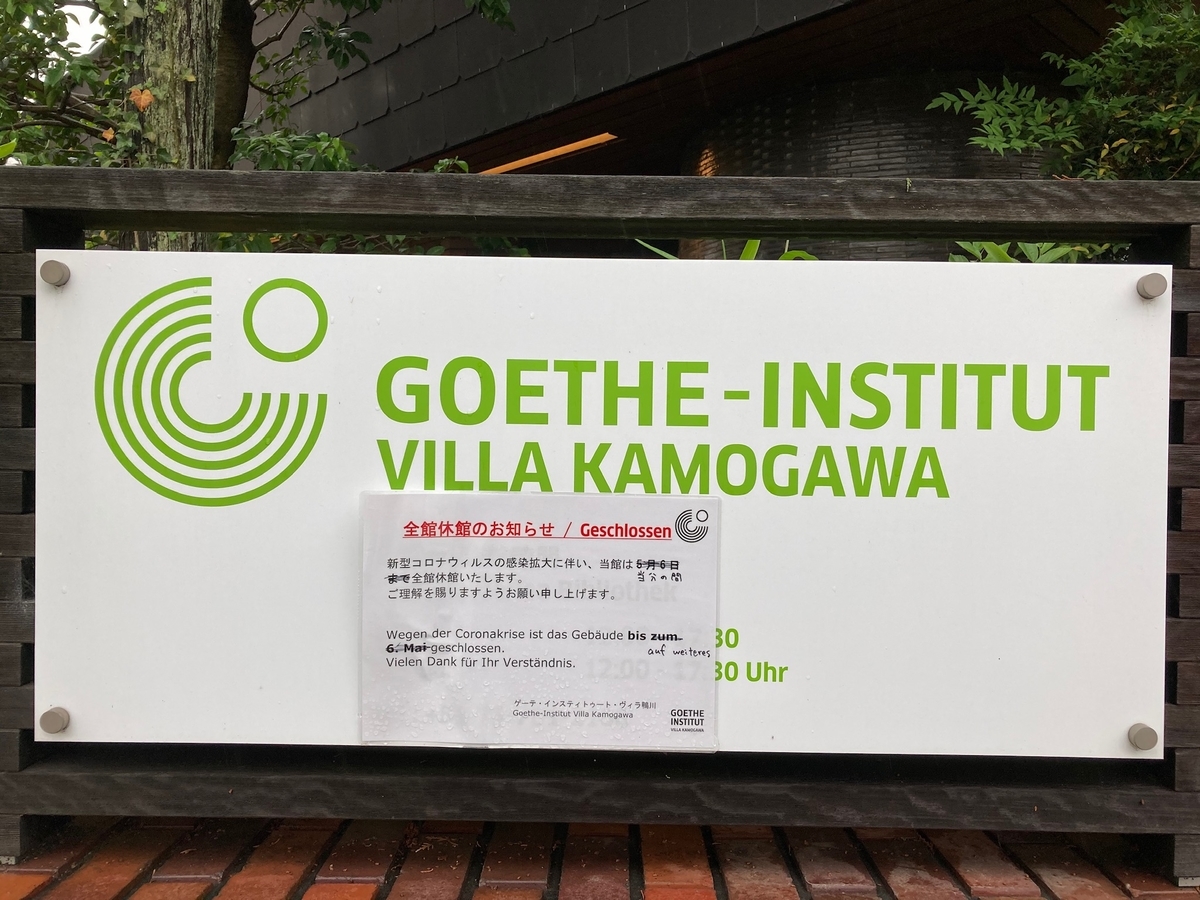 GOETHE-INSTITUT
VILLA KAMOGAWA
全館休館のお知らせ / Geschlossen
新型コロナウィルスの感染拡大に伴い、当館は5月6日
まで全館休館いたします。 当分の間
ご理解を賜りますようお願い申し上げます。
Wegen der Coronakrise ist das Gebäude bis zum
6. Mai geschlossen. auf weiteres
Vielen Dank für Ihr Verständnis.
ゲーテ・インスティトゥート・ヴィラ鴨川
Goethe-Institut Villa Kamogawa
GOETHE
INSTITUT
VILLA KAMOGAWA
Bibliothek
30
12:00 - 17:30 Uhr